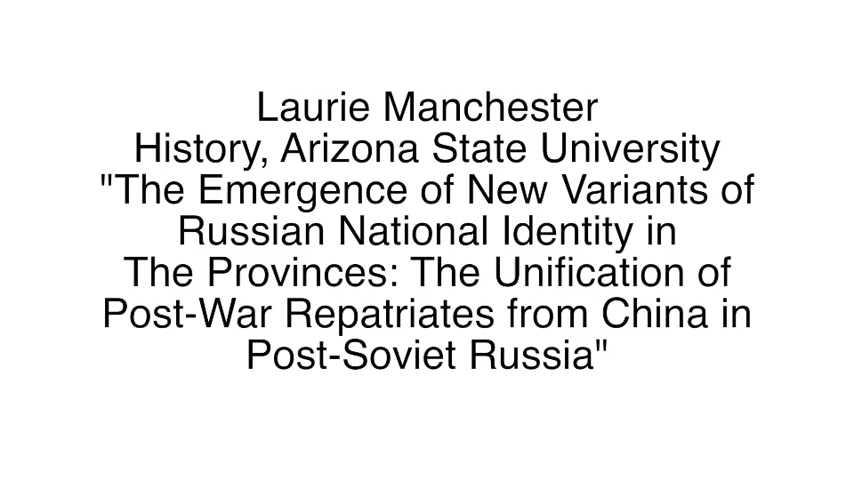 Laurie Manchester
History, Arizona State University
"The Emergence of New Variants of
Russian National Identity in
The Provinces: The Unification of
Post-War Repatriates from China in
Post-Soviet Russia"